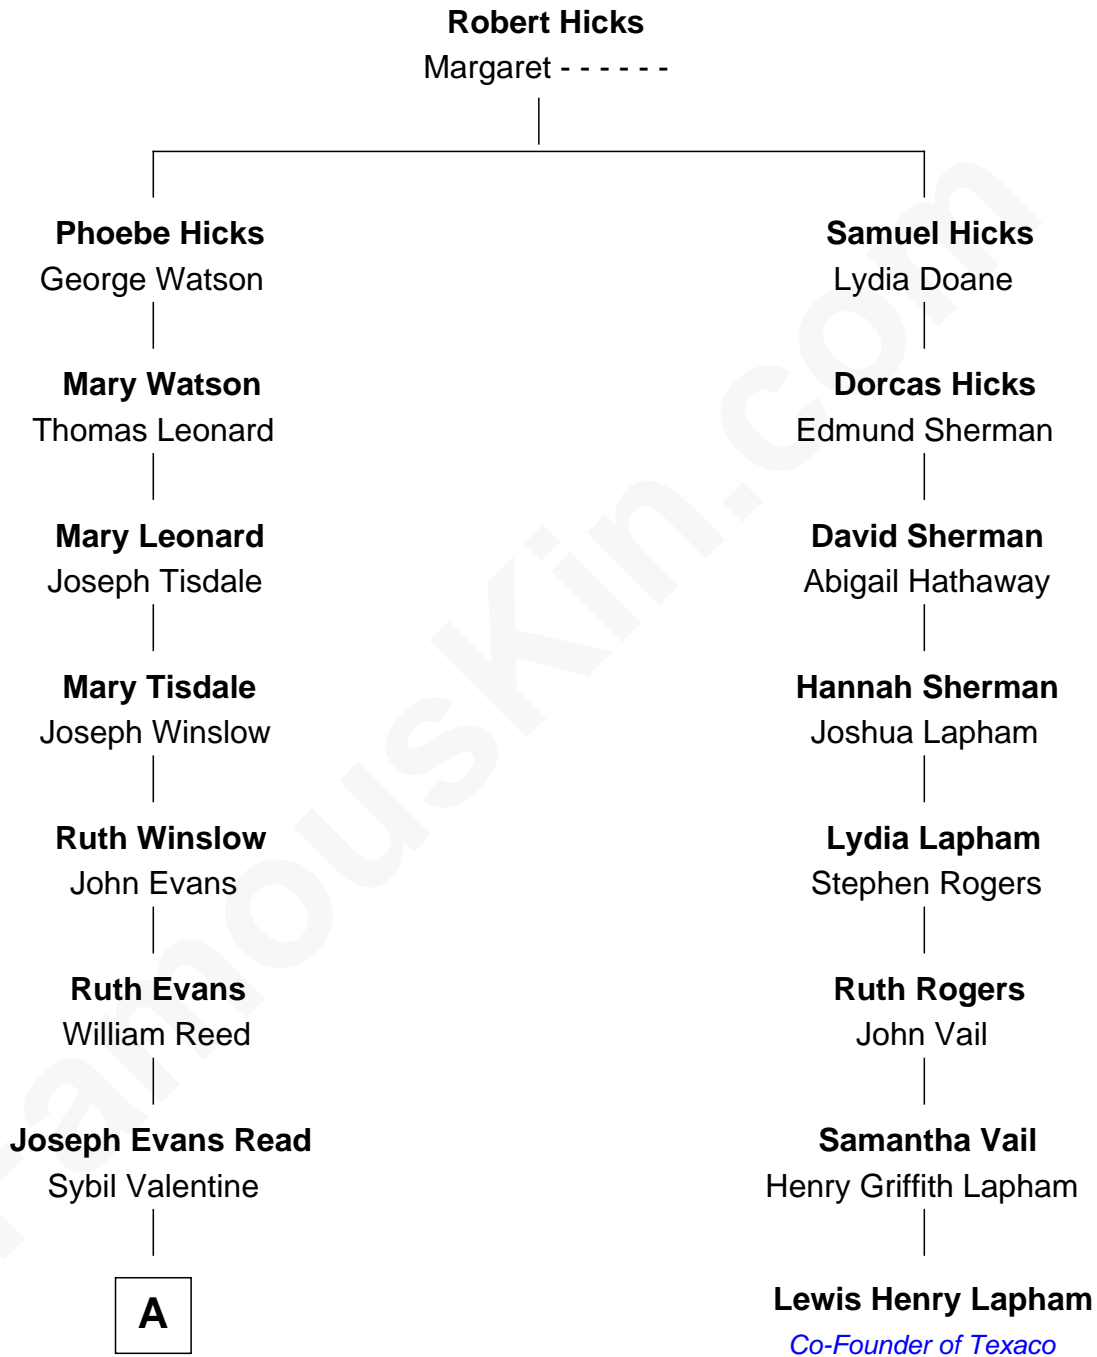 Robert Hicks
Margaret - - - - - -
Phoebe Hicks
George Watson
Samuel Hicks
Lydia Doane
Mary Watson
Thomas Leonard
Dorcas Hicks
Edmund Sherman
Mary Leonard
Joseph Tisdale
David Sherman
Abigail Hathaway
Mary Tisdale
Joseph Winslow
Hannah Sherman
Joshua Lapham
Ruth Winslow
John Evans
Lydia Lapham
Stephen Rogers
Ruth Evans
William Reed
Ruth Rogers
John Vail
Joseph Evans Read
Sybil Valentine
Samantha Vail
Henry Griffith Lapham
A
Lewis Henry Lapham
Co-Founder of Texaco
FamousKin.com